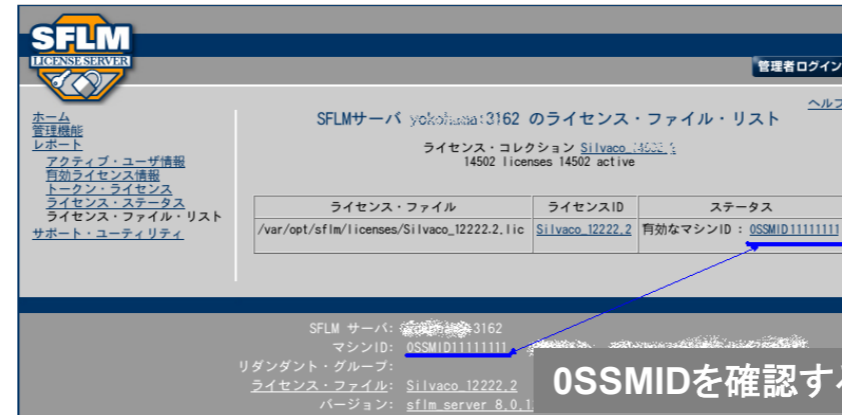 SFLM
LICENSE SERVER
管理者ログイン
ヘルプ
ホーム
管理機能
レポート
アクティブ・ユーザ情報
有効ライセンス情報
トークン・ライセンス
ライセンス・ステータス
ライセンス・ファイル・リスト
サポート・ユーティリティ
SFLMサーバ yokohama:3162 のライセンス・ファイル・リスト
ライセンス・コレクション Silvaco_
14502 licenses 14502 active
ライセンス・ファイル ライセンスID ステータス
/var/opt/sflm/licenses/Silvaco_12222.2.lic Silvaco_12222.2 有効なマシンID : 0SSMID11111111
SFLM サーバ: 3162
マシンID: 0SSMID11111111
リダンダント・グループ:
ライセンス・ファイル: Silvaco_12222.2
バージョン: sflm_server 8.0.1
0SSMIDを確認する